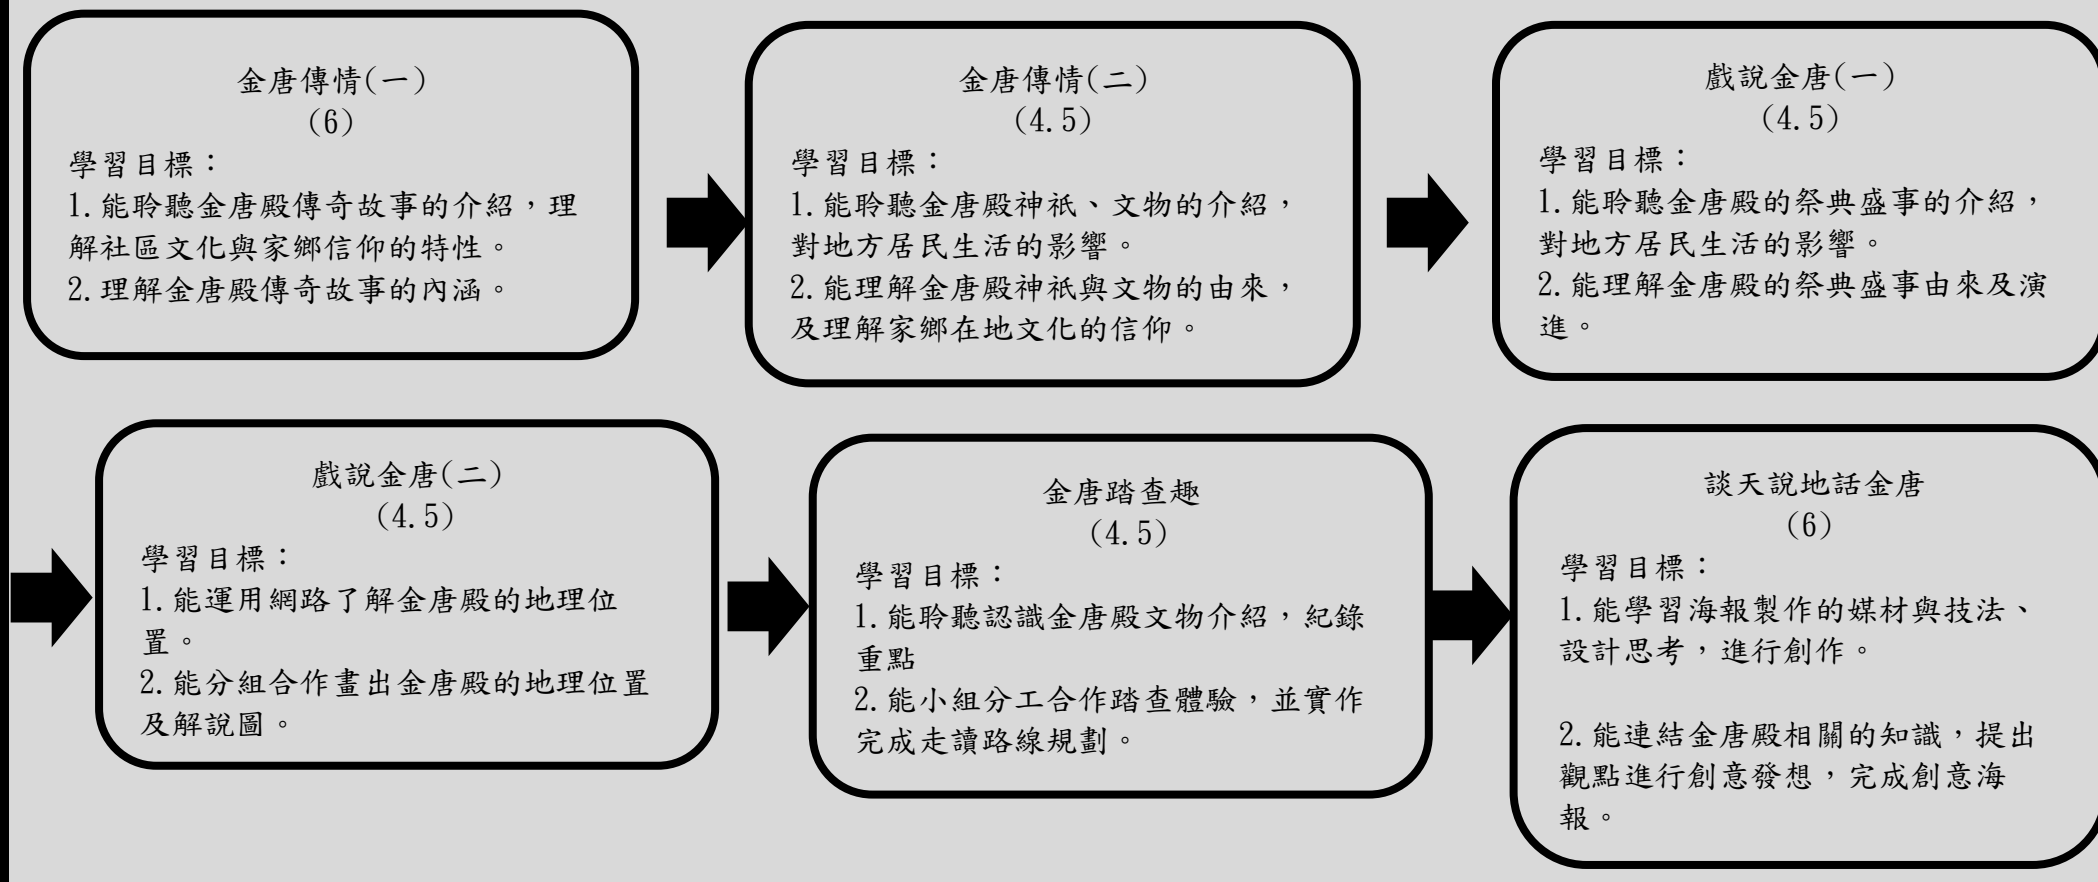 金唐傳情(一)
(6)
學習目標：
1.能聆聽金唐殿傳奇故事的介紹，理
解社區文化與家鄉信仰的特性。
2.理解金唐殿傳奇故事的內涵。
金唐傳情(二)
(4.5)
學習目標：
1.能聆聽金唐殿神祇、文物的介紹，
對地方居民生活的影響。
2.能理解金唐殿神祇與文物的由來，
及理解家鄉在地文化的信仰。
戲說金唐(一)
(4.5)
學習目標：
1.能聆聽金唐殿的祭典盛事的介紹，
對地方居民生活的影響。
2.能理解金唐殿的祭典盛事由來及演
進。
戲說金唐(二)
(4.5)
學習目標：
1.能運用網路了解金唐殿的地理位
置。
2.能分組合作畫出金唐殿的地理位置
及解說圖。
金唐踏查趣
(4.5)
學習目標：
1.能聆聽認識金唐殿文物介紹，紀錄
重點
2.能小組分工合作踏查體驗，並實作
完成走讀路線規劃。
談天說地話金唐
(6)
學習目標：
1.能學習海報製作的媒材與技法、
設計思考，進行創作。
2.能連結金唐殿相關的知識，提出
觀點進行創意發想，完成創意海
報。